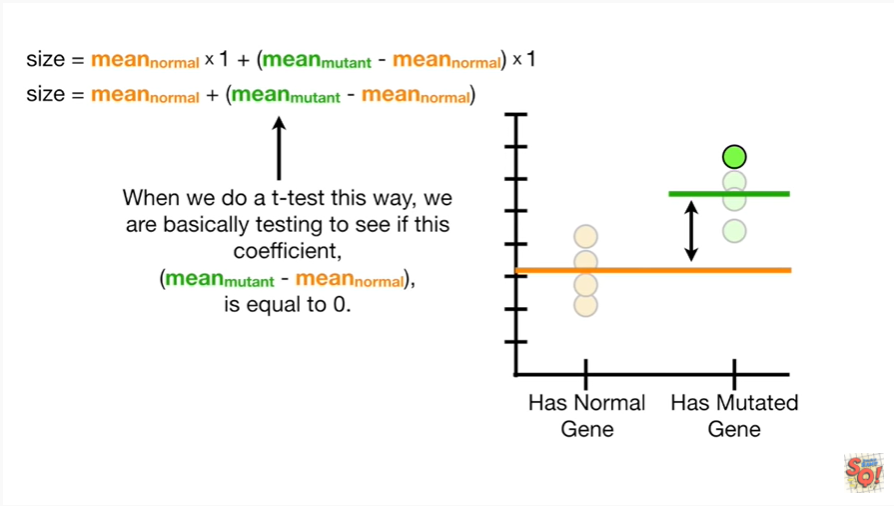 size = meannormal x 1 + (meanmutant - meannormal) x 1
size = meannormal + (meanmutant - meannormal)
When we do a t-test this way, we
are basically testing to see if this
coefficient,
(meanmutant - meannormal),
is equal to 0.
Has Normal
Gene
Has Mutated
Gene
SQ!